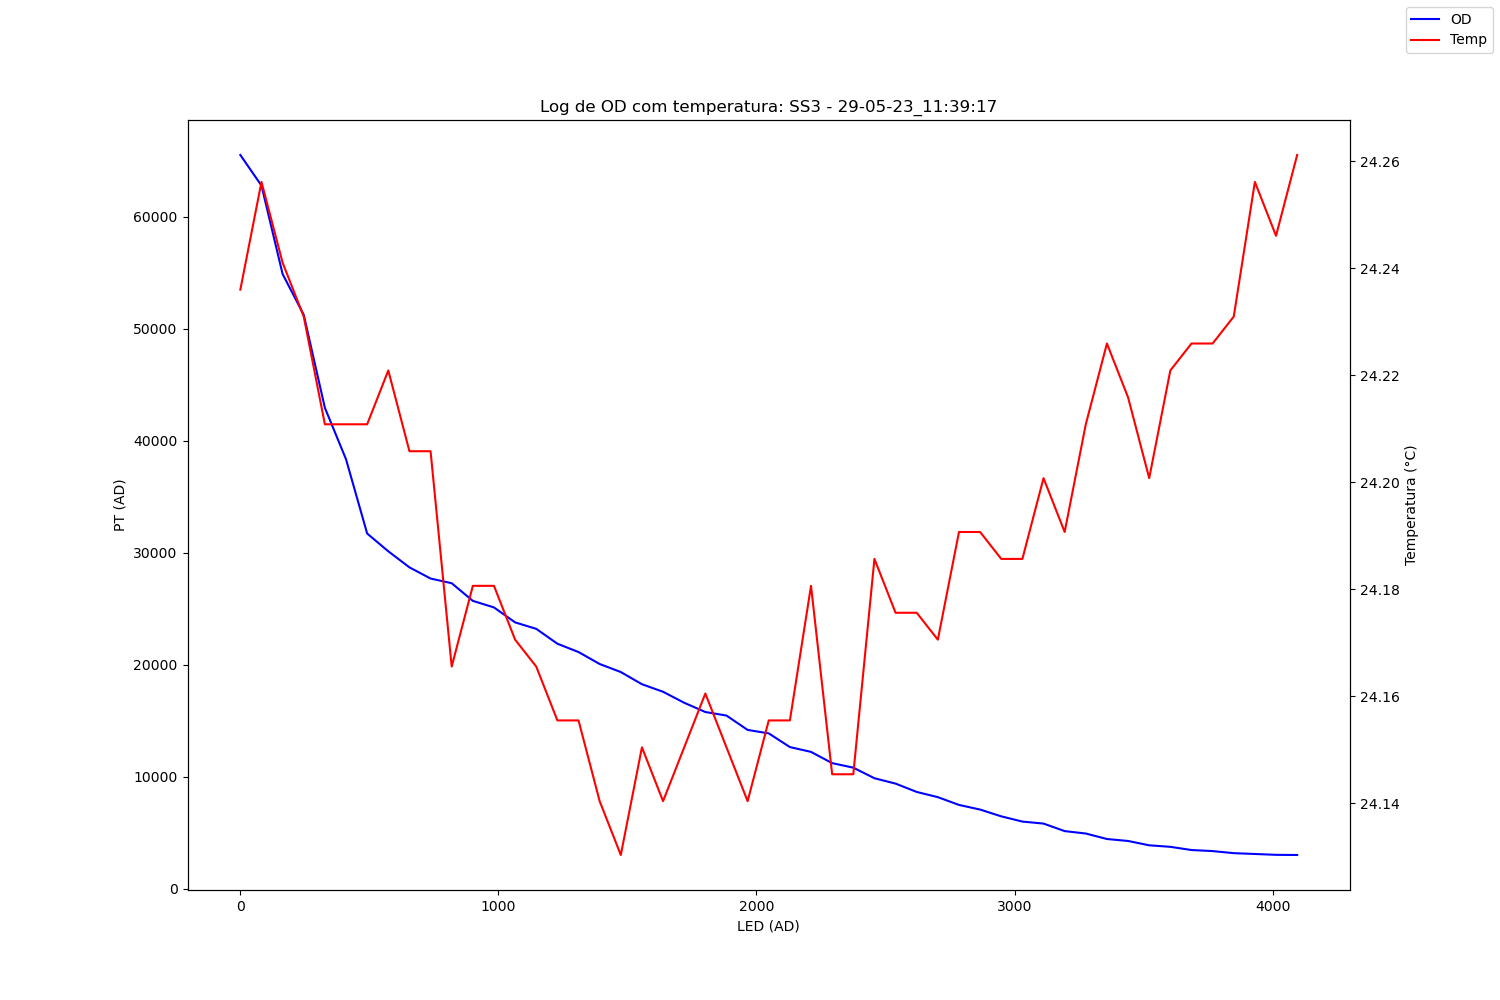 OD
Temp
Log de OD com temperatura: SS3 - 29-05-23_11:39:17
60000
50000
40000
30000
20000
10000
0
PT (AD)
24.26
24.24
24.22
24.20
24.18
24.16
24.14
Temperatura (°C)
0 1000 2000 3000 4000
LED (AD)